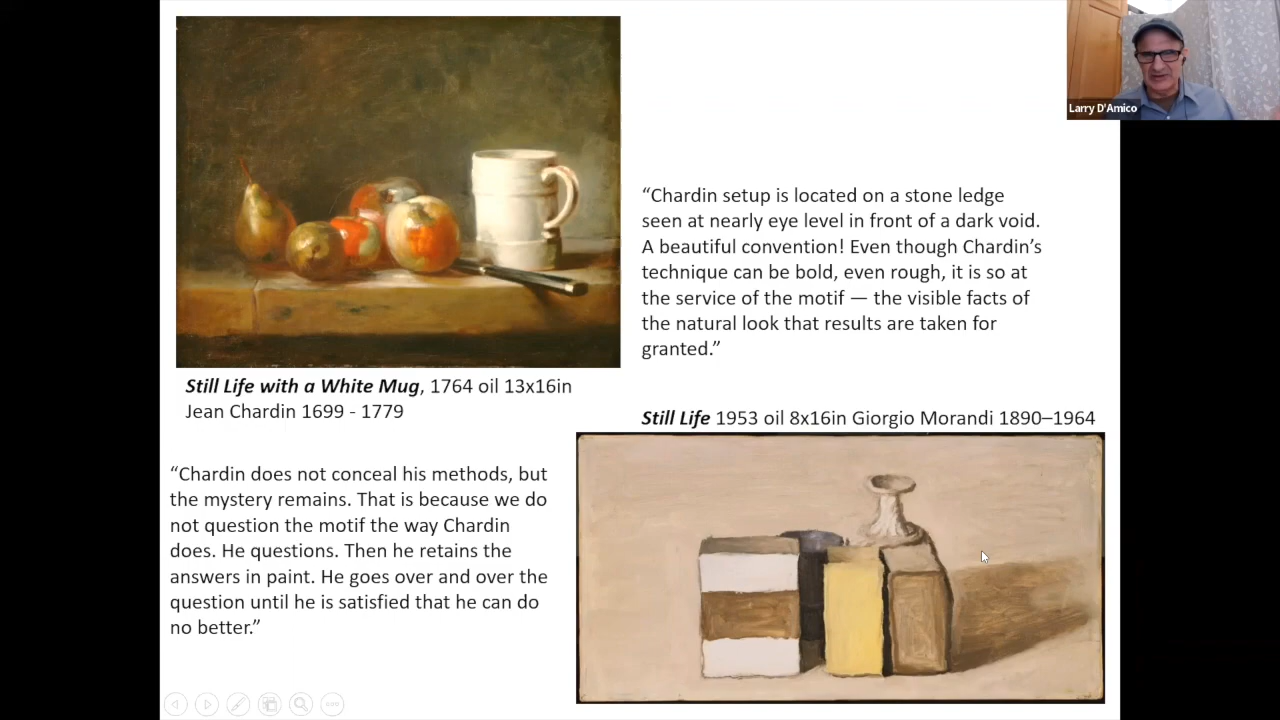 Larry D'Amico
“Chardin setup is located on a stone ledge
seen at nearly eye level in front of a dark void.
A beautiful convention! Even though Chardin’s
technique can be bold, even rough, it is so at
the service of the motif — the visible facts of
the natural look that results are taken for
granted.”
Still Life with a White Mug, 1764 oil 13x16in
Jean Chardin 1699 - 1779
Still Life 1953 oil 8x16in Giorgio Morandi 1890–1964
“Chardin does not conceal his methods, but
the mystery remains. That is because we do
not question the motif the way Chardin
does. He questions. Then he retains the
answers in paint. He goes over and over the
question until he is satisfied that he can do
no better.”